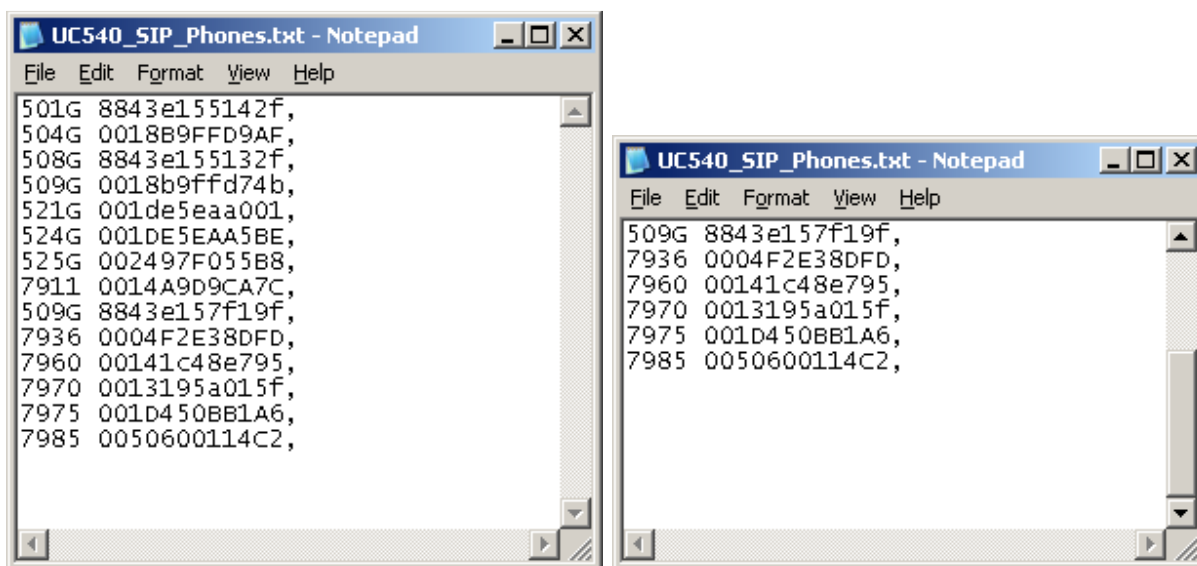 UC540_SIP_Phones.txt - Notepad
File Edit Format View Help
501G 8843e155142f,
504G 0018B9FFD9AF,
508G 8843e155132f,
509G 0018b9ffd74b,
521G 001de5eaa001,
524G 001DE5EAA5BE,
525G 002497F055B8,
7911 0014A9D9CA7C,
509G 8843e157f19f,
7936 0004F2E38DFD,
7960 00141c48e795,
7970 0013195a015f,
7975 001D450BB1A6,
7985 0050600114C2,
UC540_SIP_Phones.txt - Notepad
File Edit Format View Help
509G 8843e157f19f,
7936 0004F2E38DFD,
7960 00141c48e795,
7970 0013195a015f,
7975 001D450BB1A6,
7985 0050600114C2,